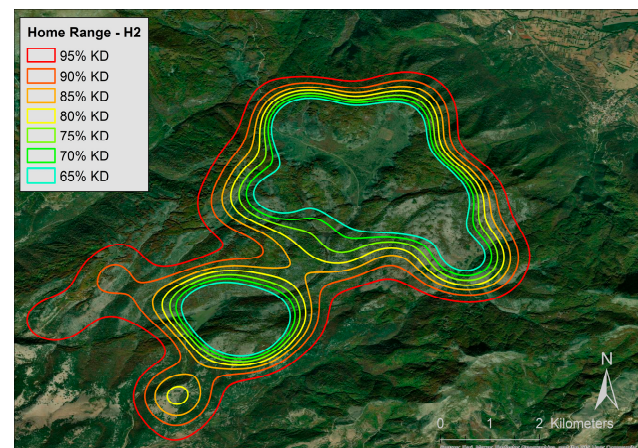 Home Range - H2
95% KD
90% KD
85% KD
80% KD
75% KD
70% KD
65% KD
N
0 1 2 Kilometers